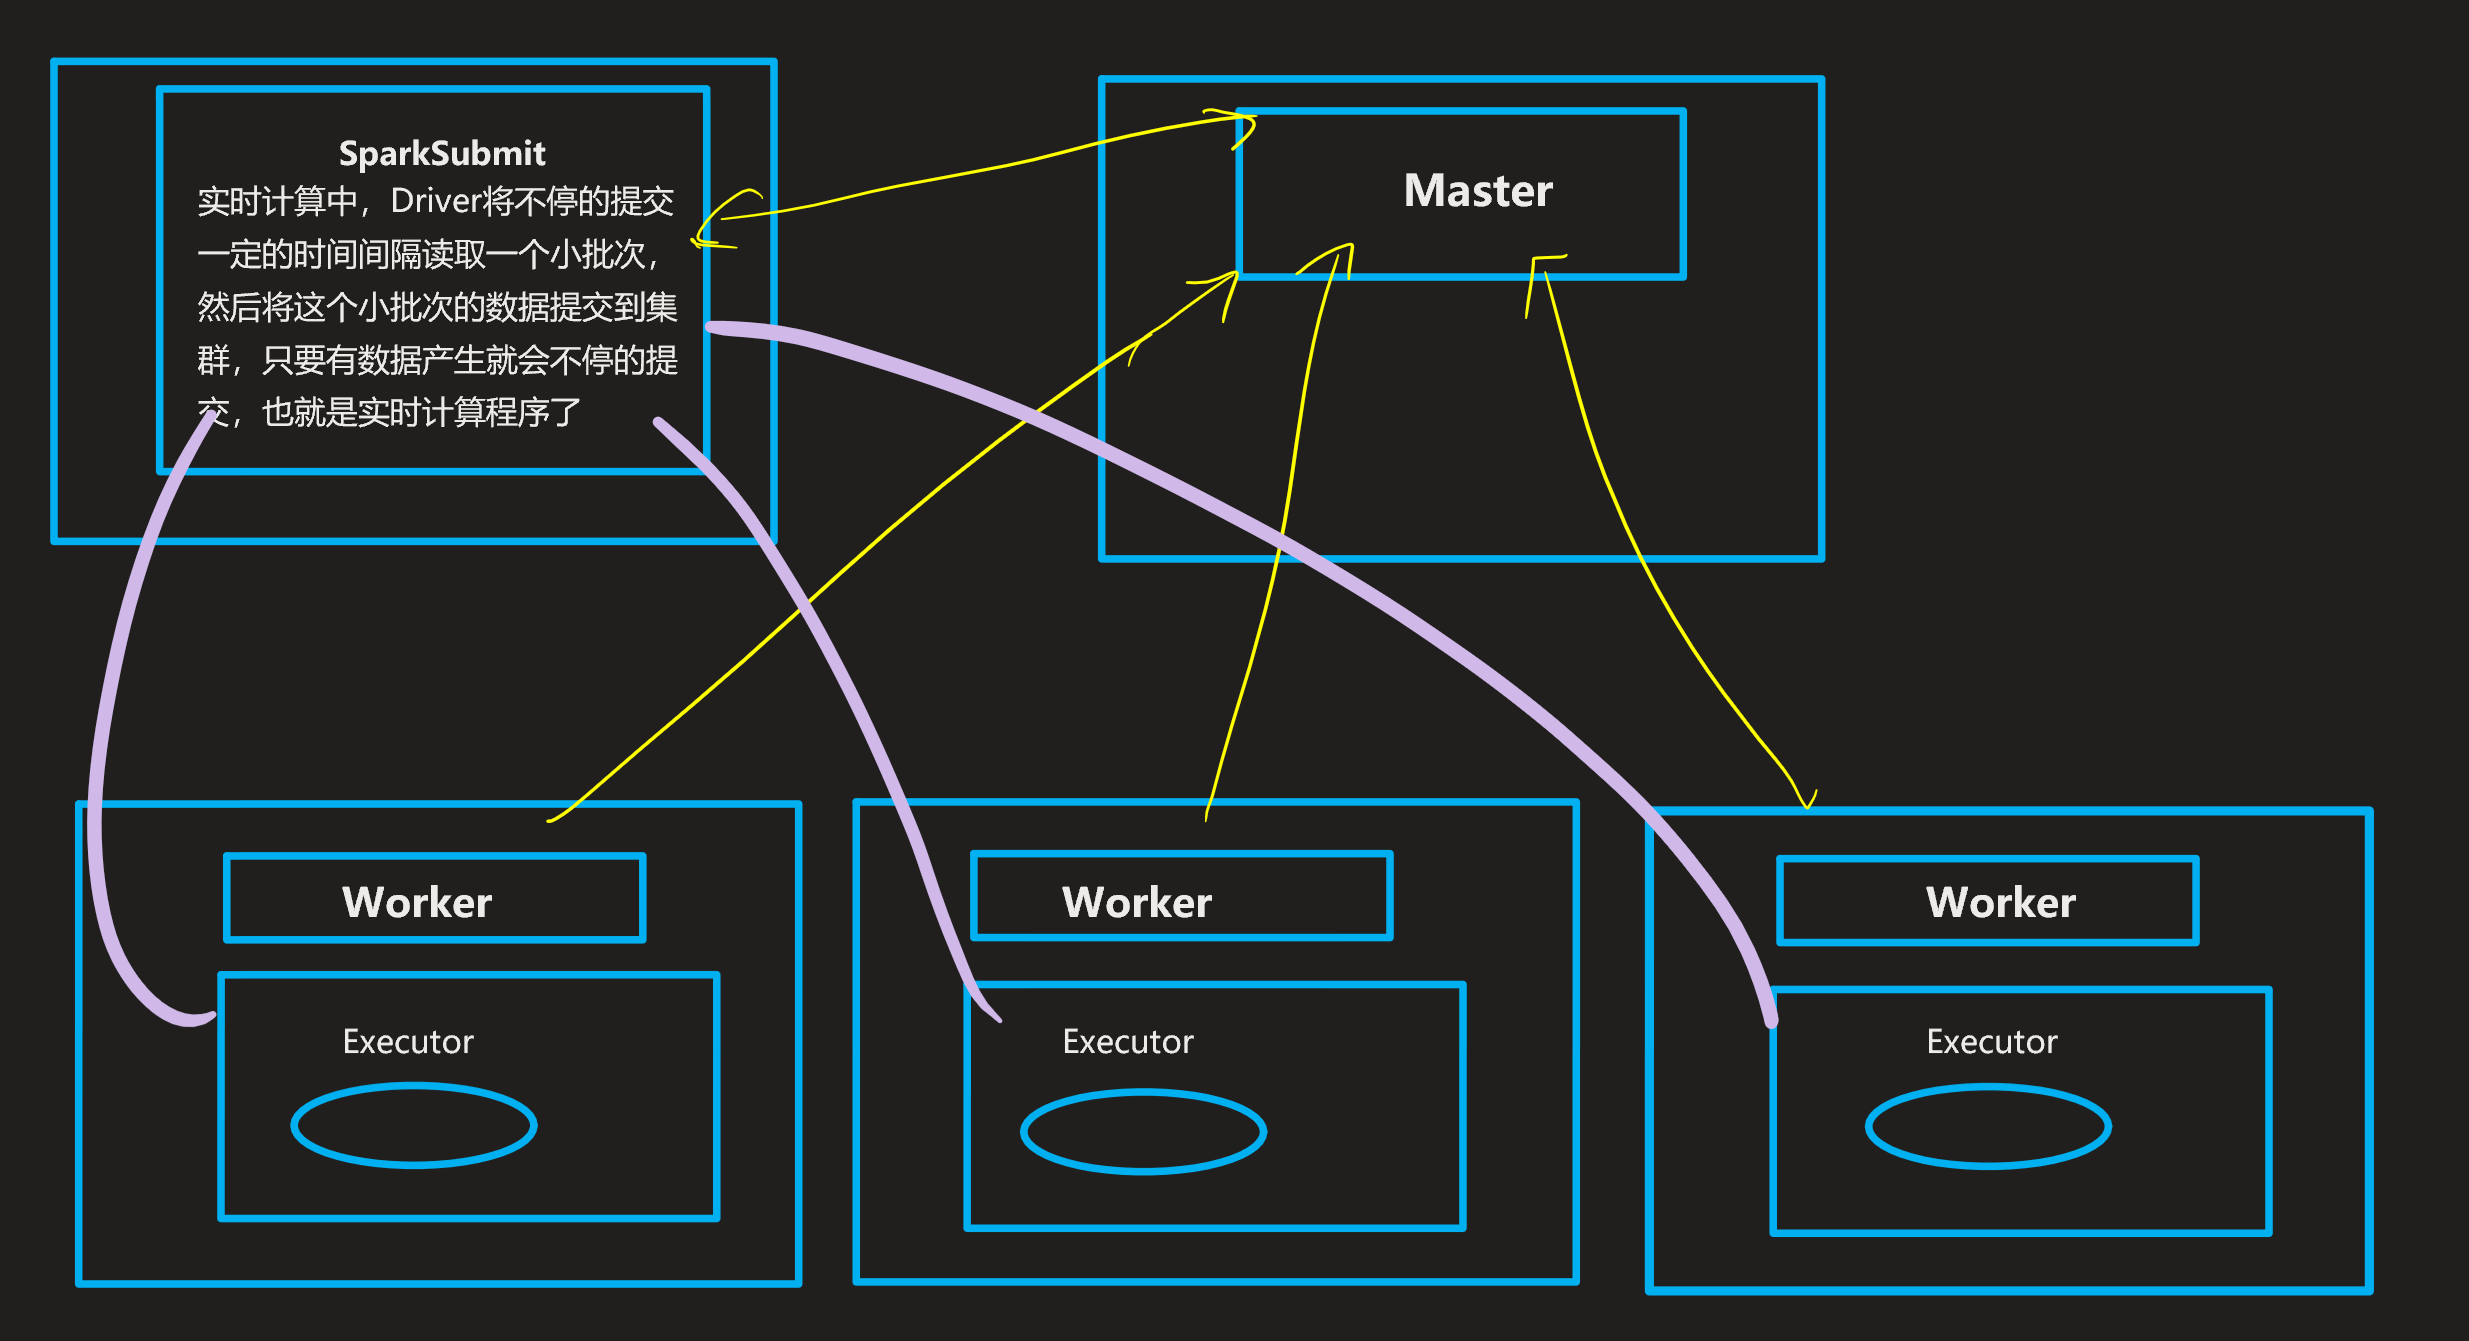 SparkSubmit
实时计算中，Driver将不停的提交
一定的时间间隔读取一个小批次，
然后将这个小批次的数据提交到集
群，只要有数据产生就会不停的提
交，也就是实时计算程序了
Master
Worker
Executor
Worker
Executor
Worker
Executor